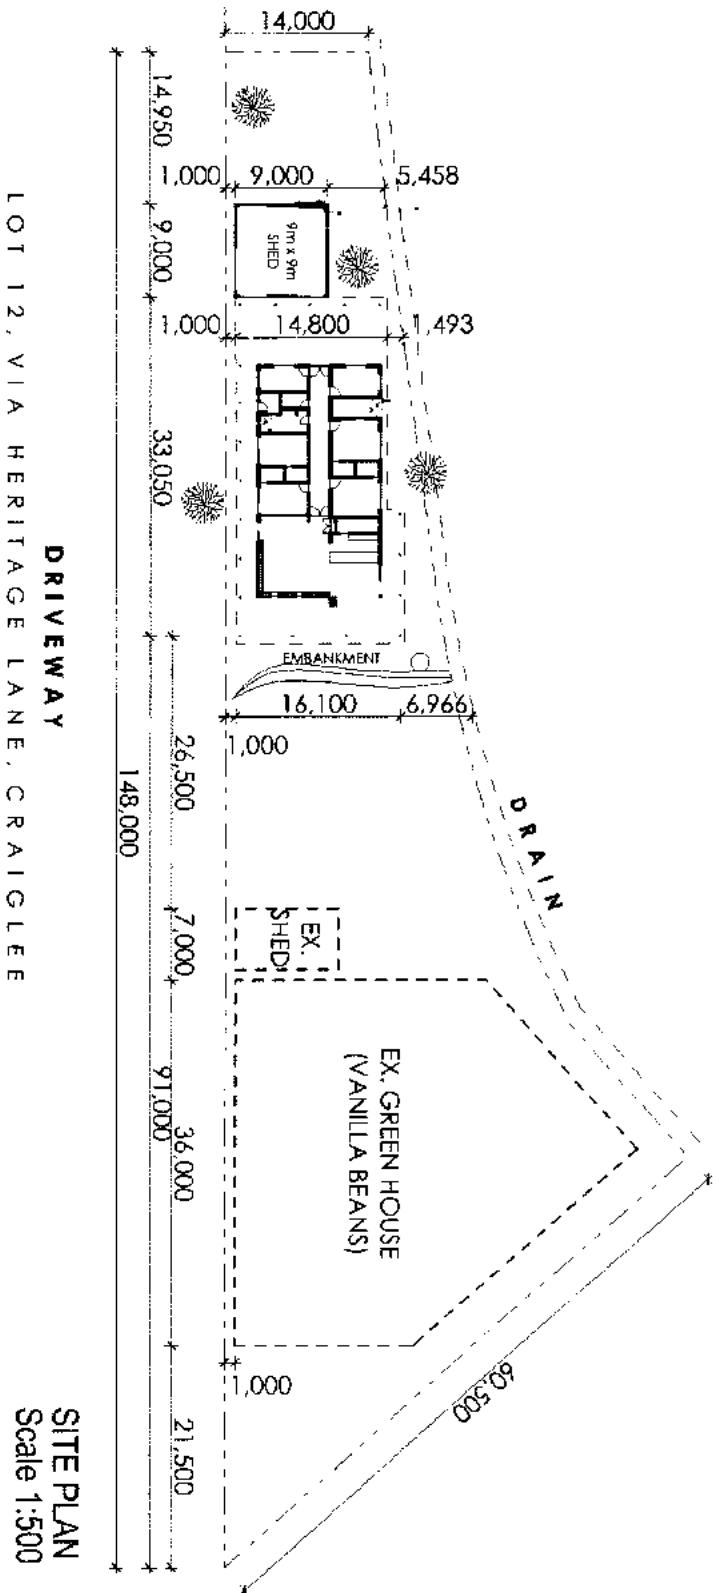 14,000
14,950
1,000
9,000
5,458
9,000
9m x 9m
SHED
1,000
14,800
1,493
33,050
EMBANKMENT
16,100
6,966
1,000
26,500
148,000
DRAIN
7,000
EX.
SHED
EX. GREEN HOUSE
(VANILLA BEANS)
91,000
36,000
1,000
60,500
21,500
DRIVEWAY
LOT 12, VIA HERITAGE LANE, CRAIGLEE
SITE PLAN
Scale 1:500